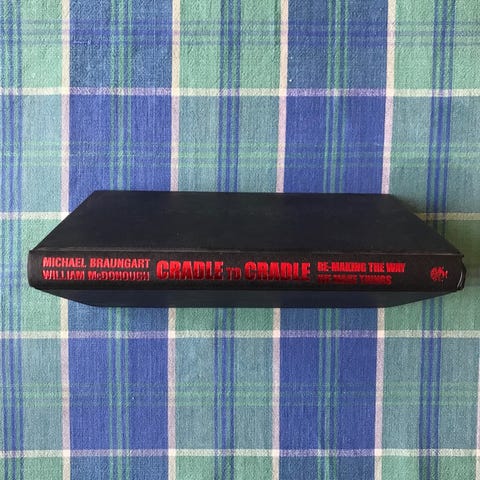 MICHAEL BRAUNGART
WILLIAM McDONOUGH
CRADLE TO CRADLE
RE-MAKING THE WAY
WE MAKE THINGS